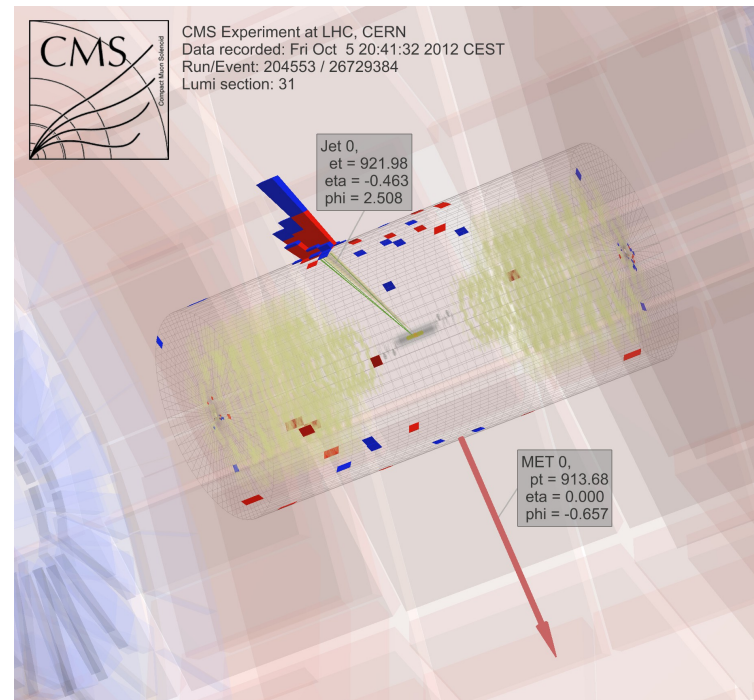 CMS
Compact Muon Solenoid
CMS Experiment at LHC, CERN
Data recorded: Fri Oct  5 20:41:32 2012 CEST
Run/Event: 204553 / 26729384
Lumi section: 31
Jet 0,
et = 921.98
eta = -0.463
phi = 2.508
MET 0,
pt = 913.68
eta = 0.000
phi = -0.657